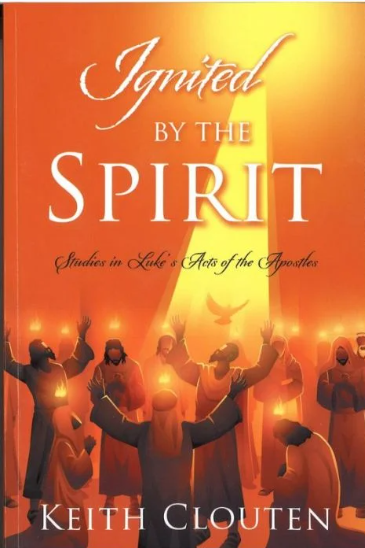 Ignited
BY THE
SPIRIT
Studies in Luke's Acts of the Apostles
KEITH CLOUTEN